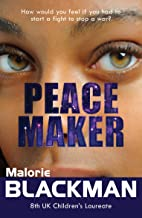 How would you feel if you had to
start a fight to stop a war?
PEACE
MAKER
Malorie
BLACKMAN
8th UK Children's Laureate